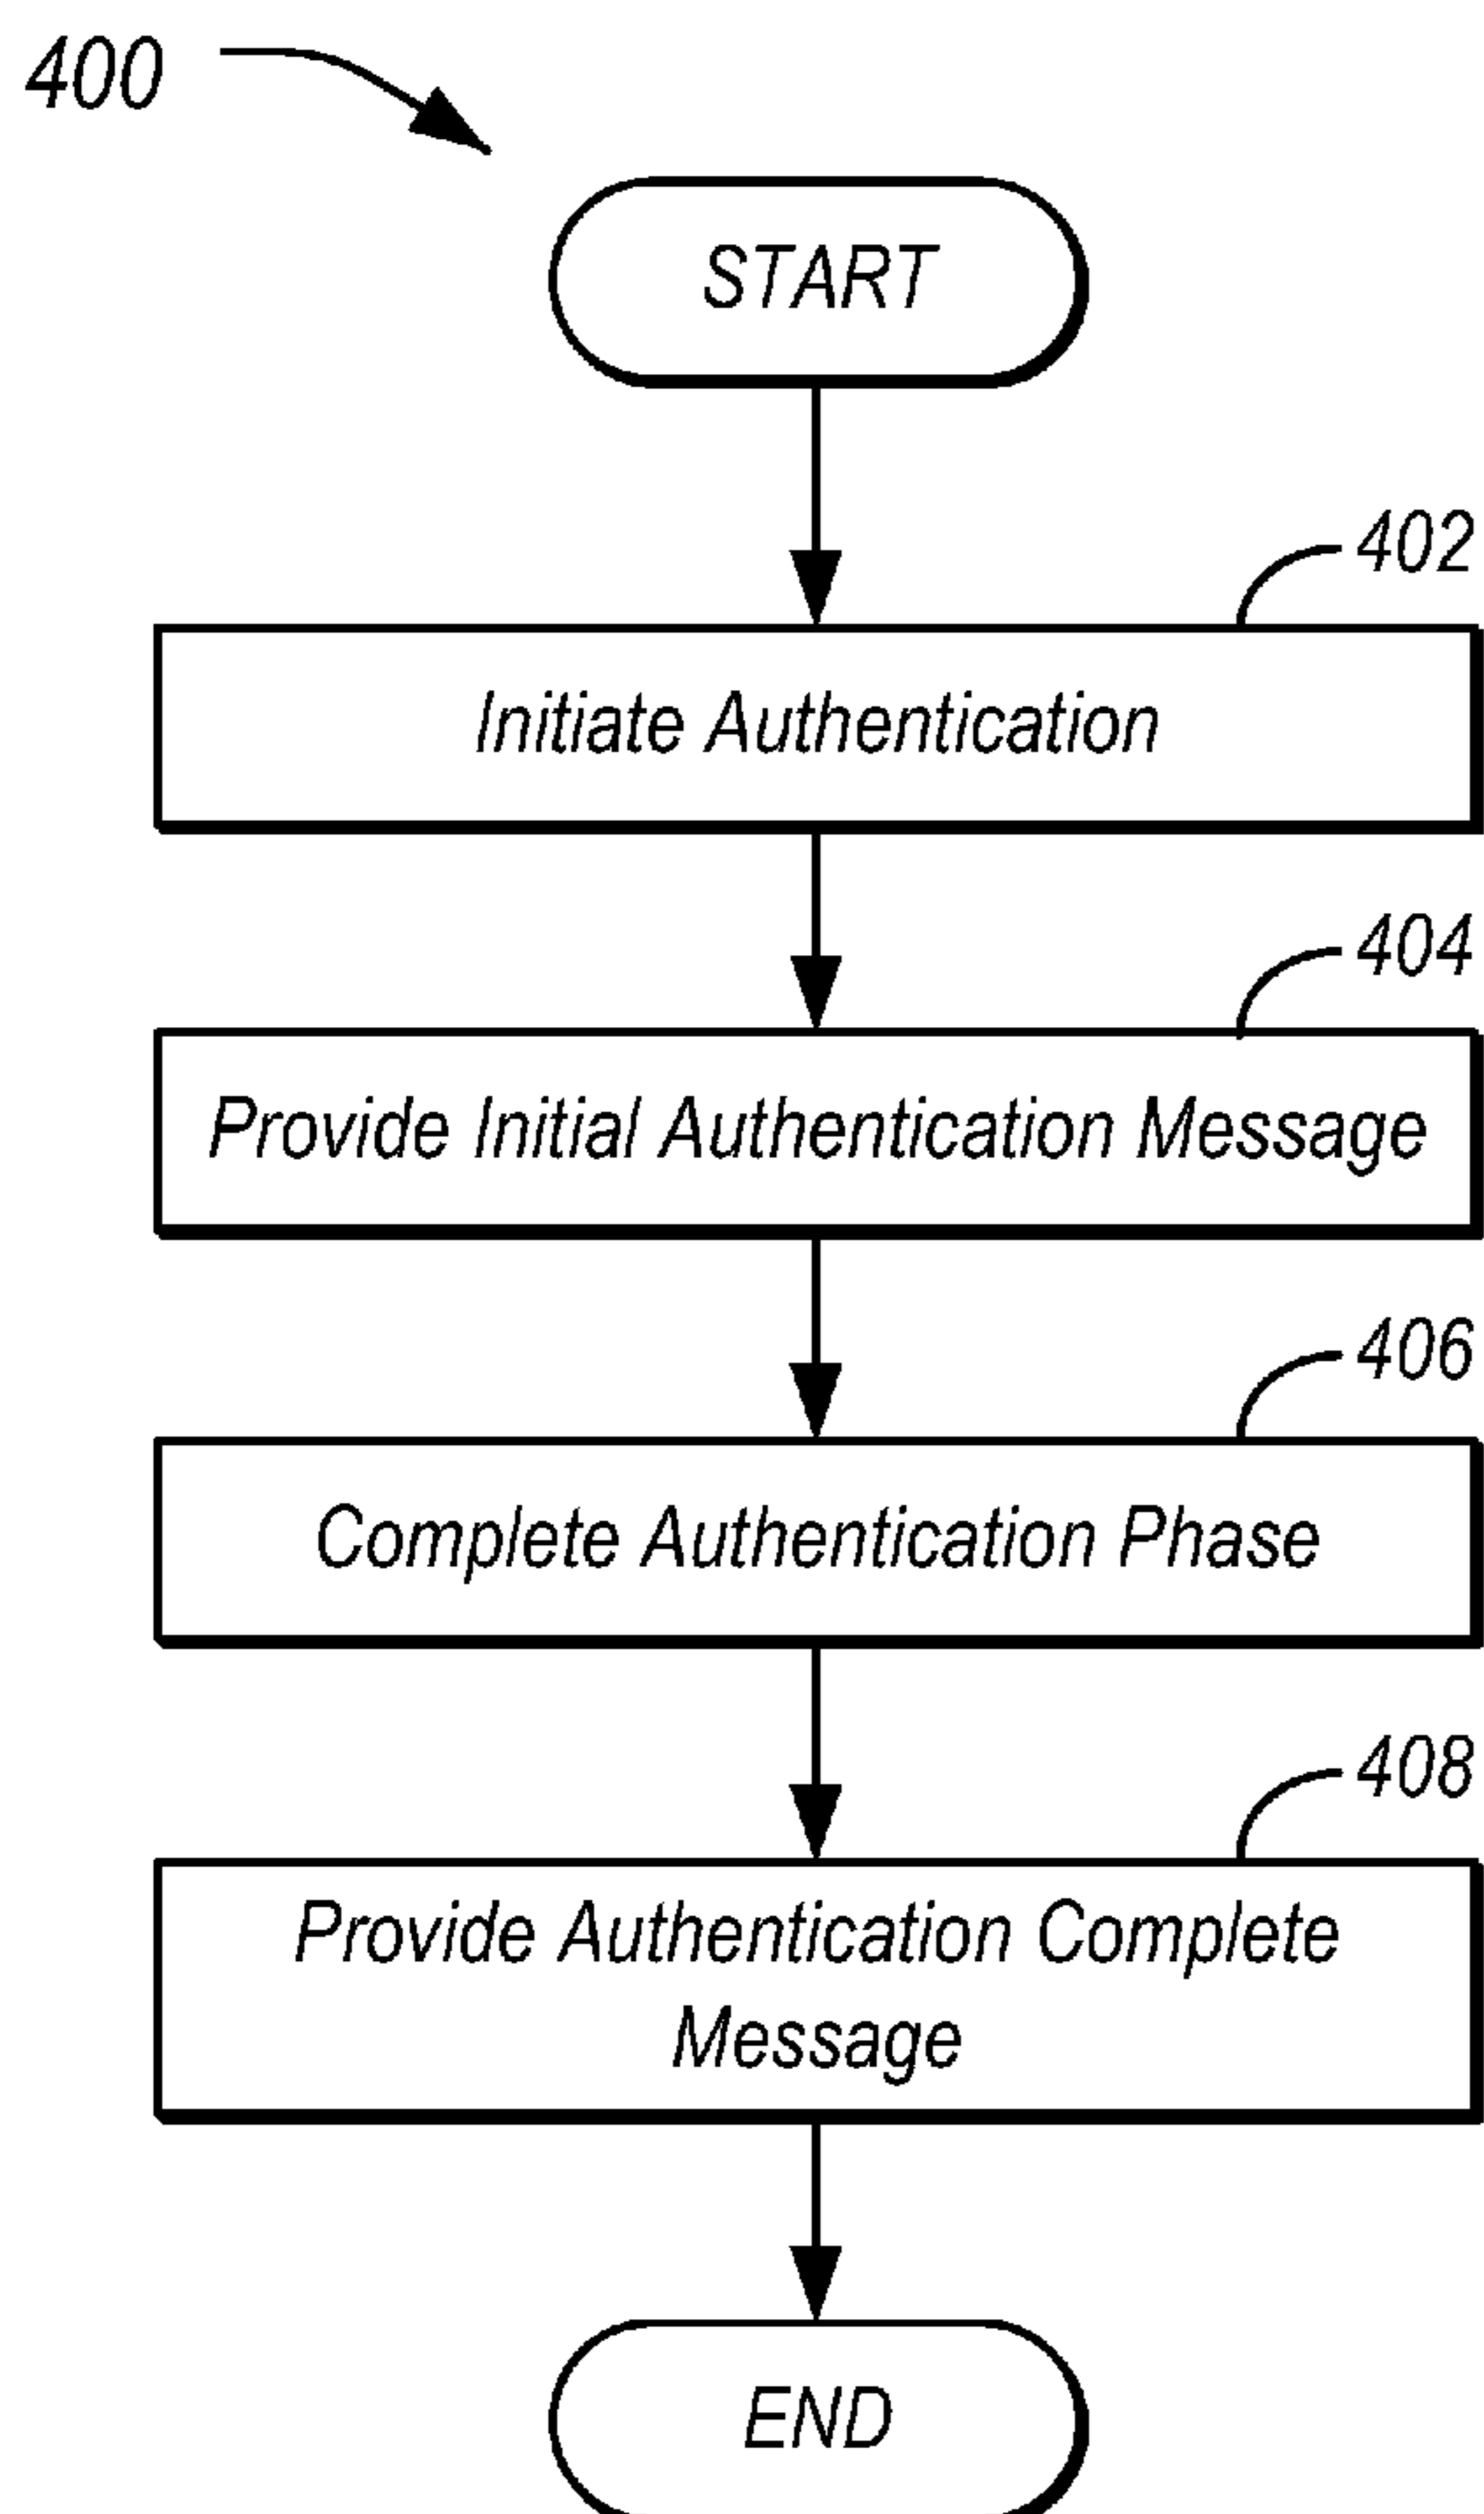 400
START
402
Initiate Authentication
404
Provide Initial Authentication Message
406
Complete Authentication Phase
408
Provide Authentication Complete
Message
END